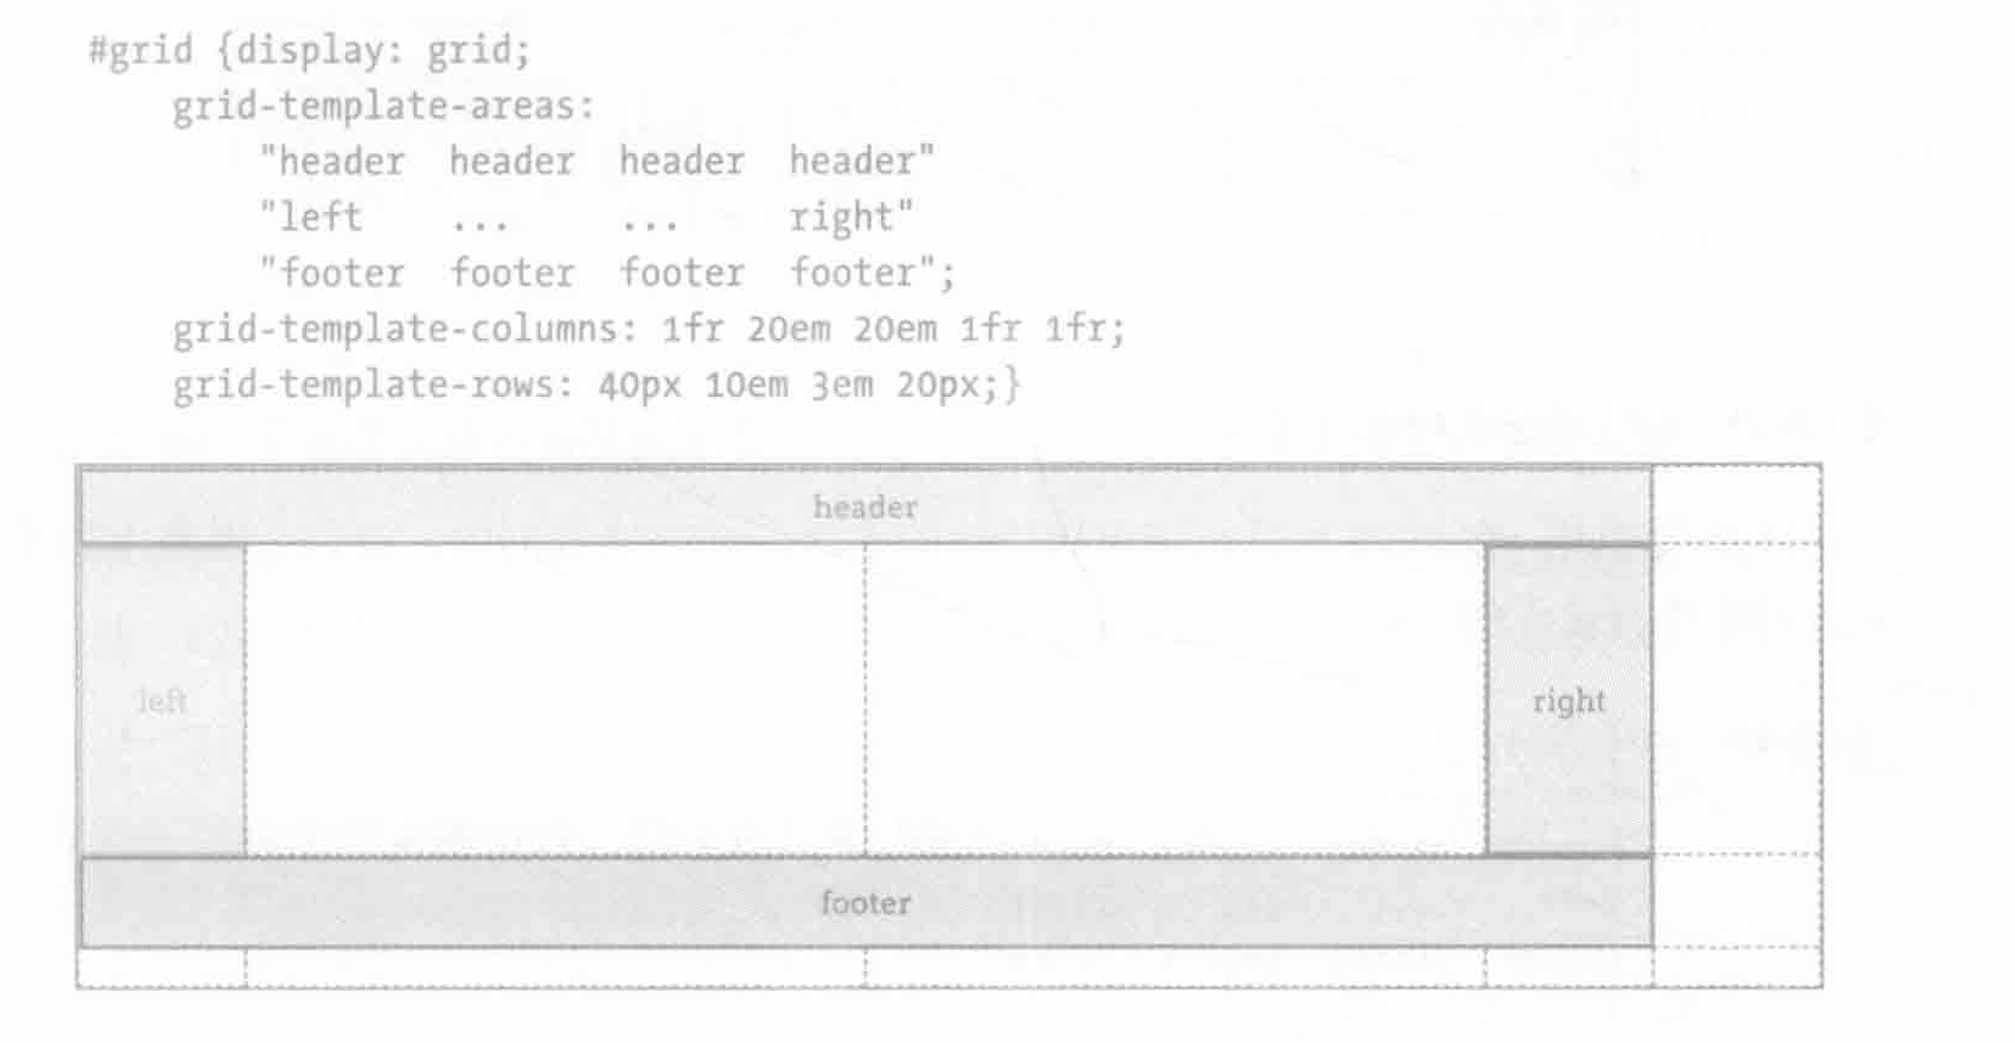 #grid {display: grid;
    grid-template-areas:
        "header  header  header  header"
        "left    ...     ...     right"
        "footer  footer  footer  footer";
    grid-template-columns: 1fr 20em 20em 1fr 1fr;
    grid-template-rows: 40px 10em 3em 20px;}
header
left
right
footer